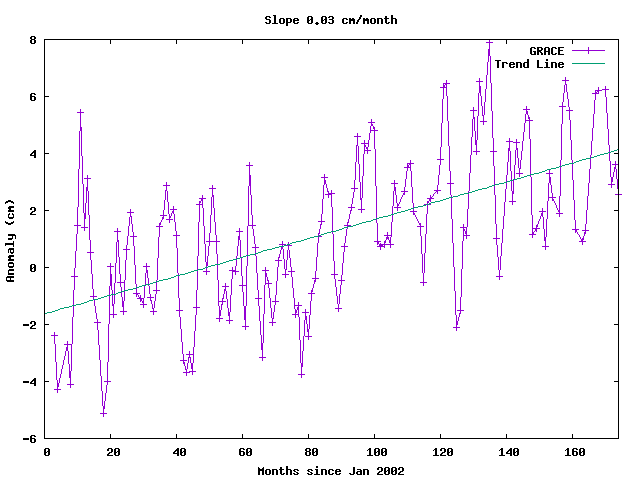 Slope 0.03 cm/month
GRACE
Trend Line
8
6
4
2
0
-2
-4
-6
Anomaly (cm)
0 20 40 60 80 100 120 140 160
Months since Jan 2002